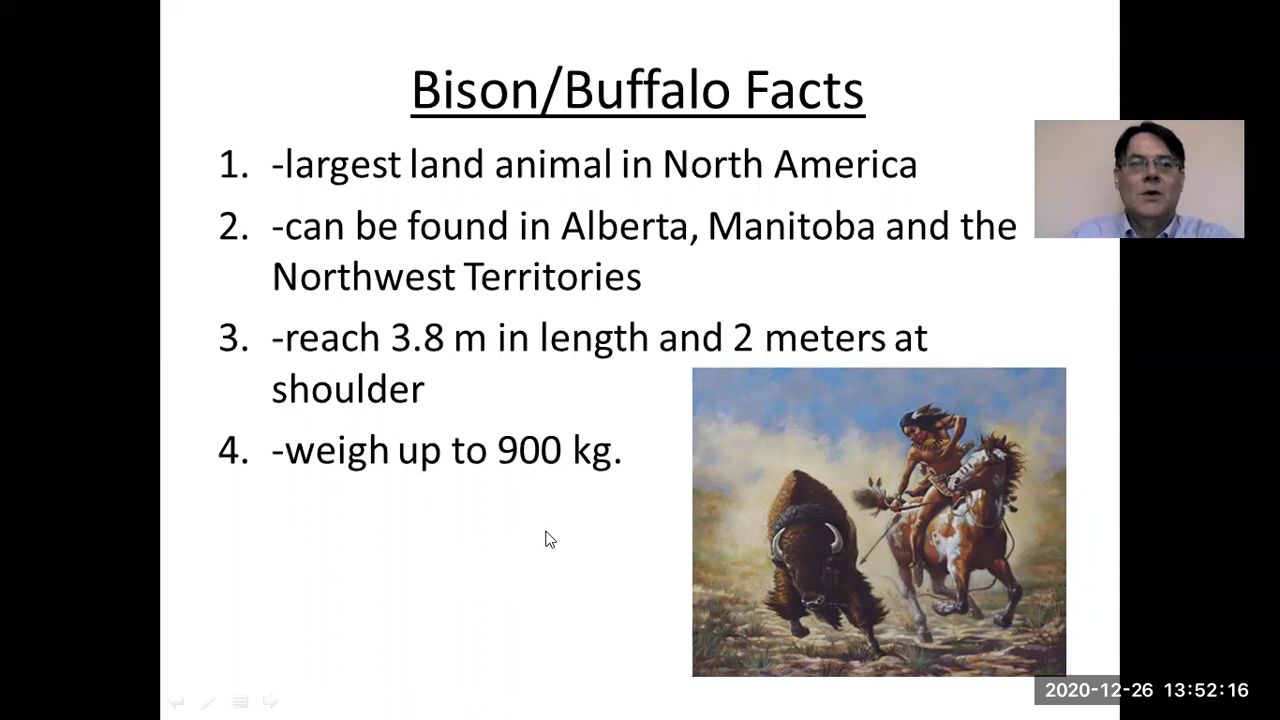 Bison/Buffalo Facts
1. -largest land animal in North America
2. -can be found in Alberta, Manitoba and the
Northwest Territories
3. -reach 3.8 m in length and 2 meters at
shoulder
4. -weigh up to 900 kg.
2020-12-26 13:52:16